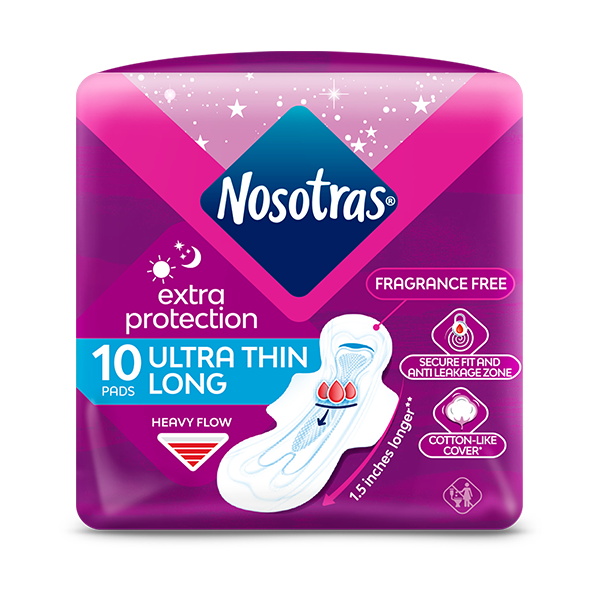 Nosotras®
extra
protection
FRAGRANCE FREE
10
PADS
ULTRA THIN
LONG
SECURE FIT AND
ANTI LEAKAGE ZONE
HEAVY FLOW
1.5 inches longer**
COTTON-LIKE
COVER*